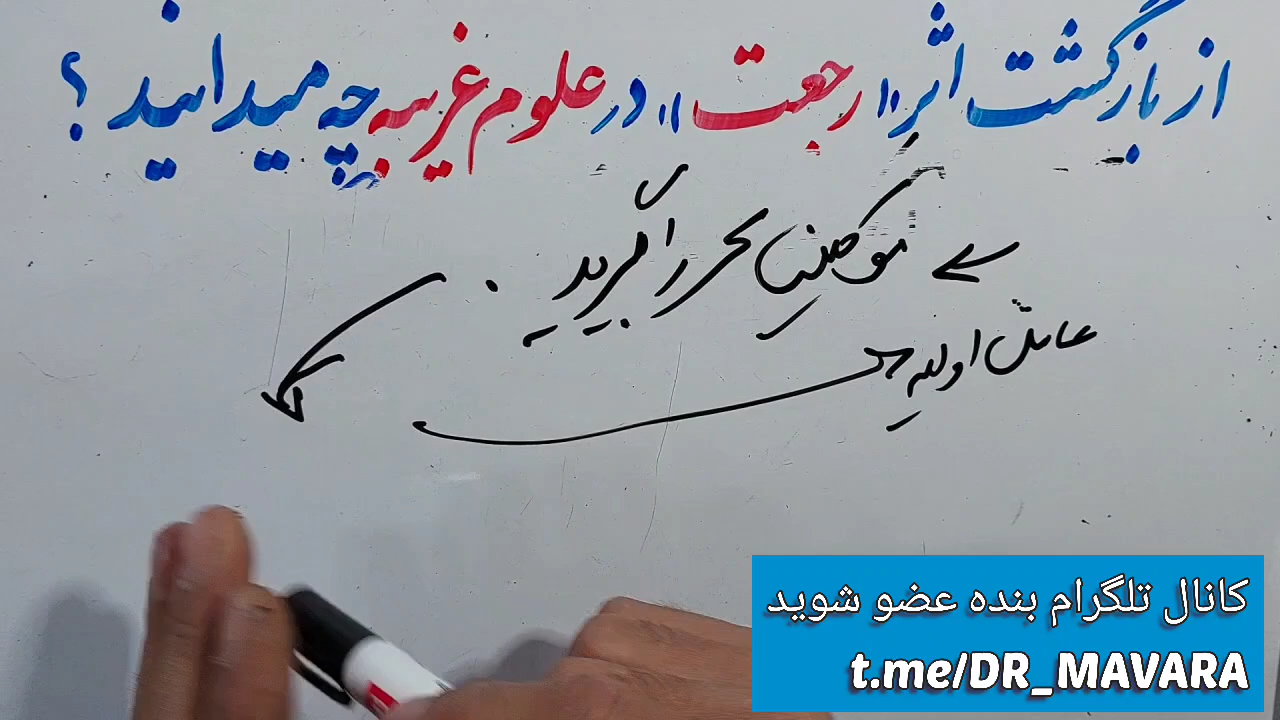 از بازگشت اثر "رجعت" در علوم غریبه چه میدانید ؟
موکلین سحر را بگیرید .
عامل اولیه
کانال تلگرام بنده عضو شوید
t.me/DR_MAVARA